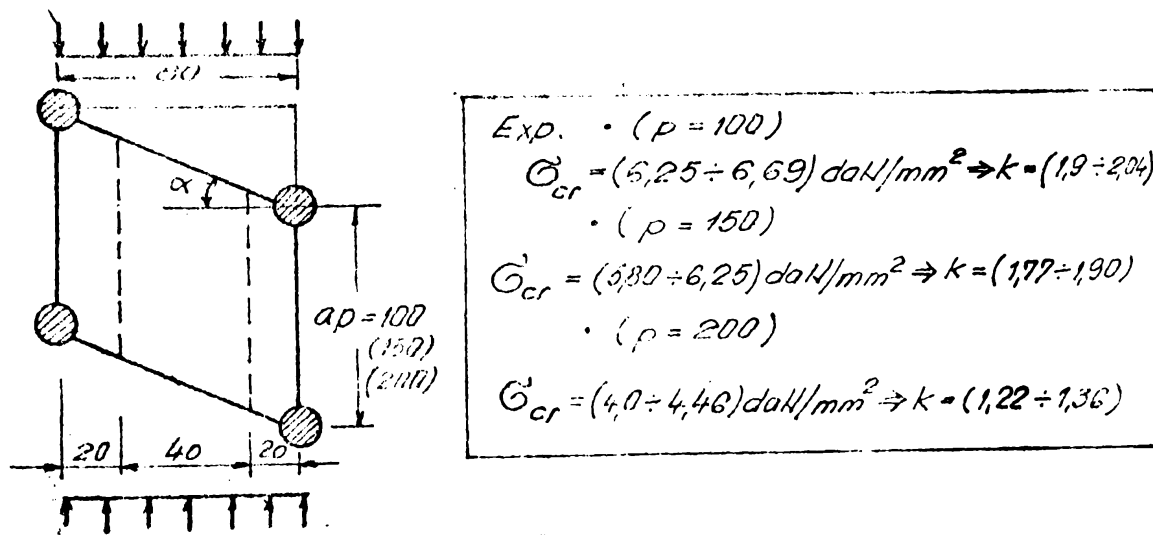 80
α
ap = 100
(150)
(200)
20 40 20
Exp. • (p = 100)
σcr = (6,25 ÷ 6,69) daN/mm² ⇒ k = (1,9 ÷ 2,04)
• (p = 150)
σcr = (5,80 ÷ 6,25) daN/mm² ⇒ k = (1,77 ÷ 1,90)
• (p = 200)
σcr = (4,0 ÷ 4,46) daN/mm² ⇒ k = (1,22 ÷ 1,36)